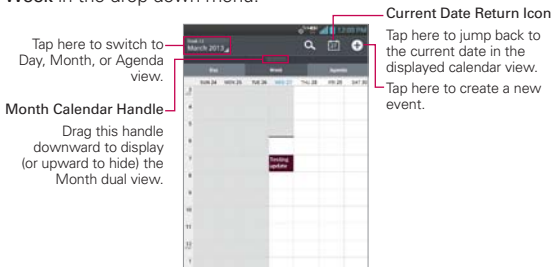 Week in the drop-down menu.
Tap here to switch to
Day, Month, or Agenda
view.
Month Calendar Handle
Drag this handle
downward to display
(or upward to hide) the
Month dual view.
12:00 PM
March 2013
Day
Week
Agenda
SUN 24 MON 25 TUE 26 WED 27 THU 28 FRI 29 SAT 30
Testing
update
Current Date Return Icon
Tap here to jump back to
the current date in the
displayed calendar view.
Tap here to create a new
event.